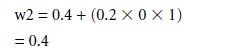 w2 = 0.4 + (0.2 × 0 × 1)
= 0.4